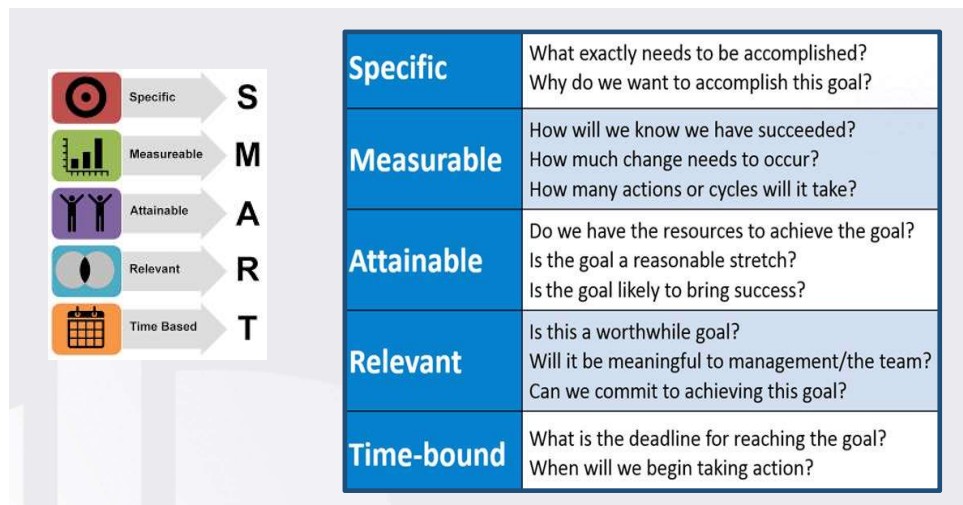 Specific S
Measureable M
Attainable A
Relevant R
Time Based T
Specific
What exactly needs to be accomplished?
Why do we want to accomplish this goal?
Measurable
How will we know we have succeeded?
How much change needs to occur?
How many actions or cycles will it take?
Attainable
Do we have the resources to achieve the goal?
Is the goal a reasonable stretch?
Is the goal likely to bring success?
Relevant
Is this a worthwhile goal?
Will it be meaningful to management/the team?
Can we commit to achieving this goal?
Time-bound
What is the deadline for reaching the goal?
When will we begin taking action?